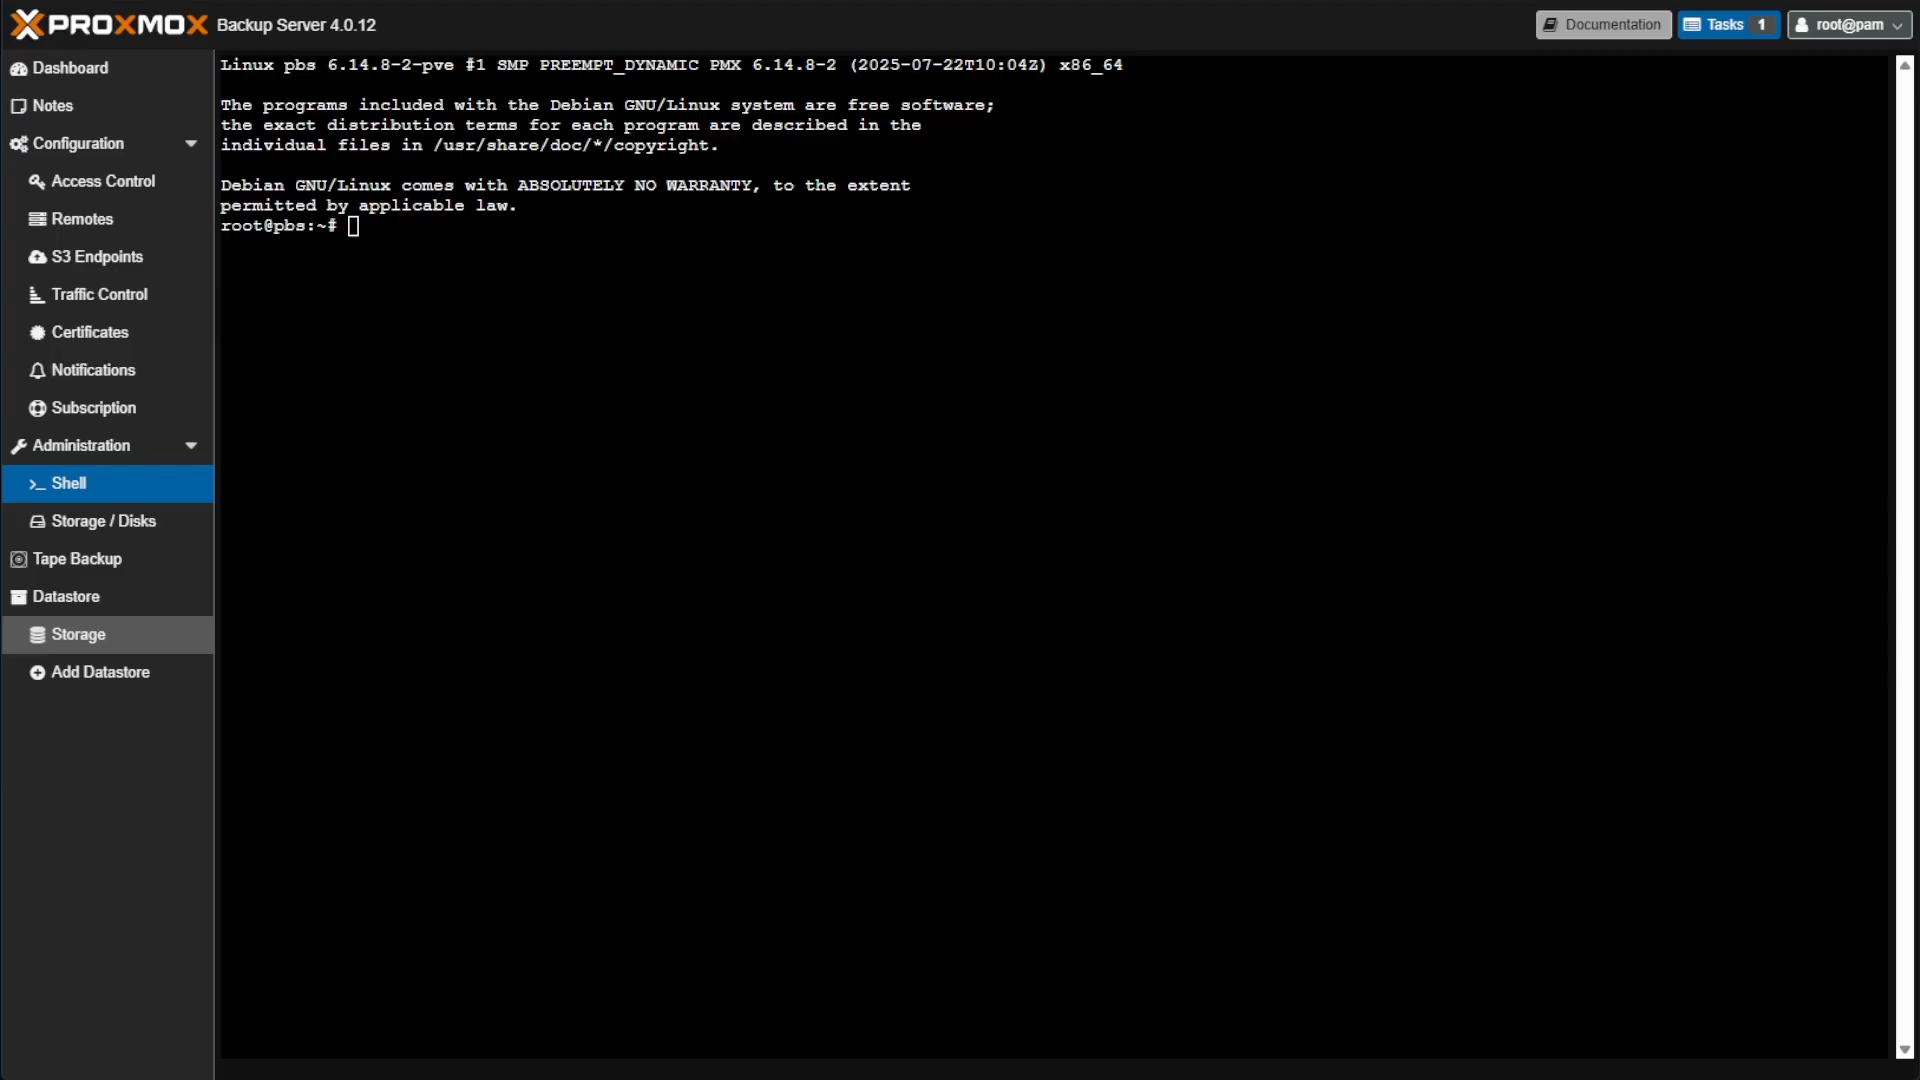 PROXMOX Backup Server 4.0.12
Documentation
Tasks 1
root@pam
Dashboard
Notes
Configuration
Access Control
Remotes
S3 Endpoints
Traffic Control
Certificates
Notifications
Subscription
Administration
>_ Shell
Storage / Disks
Tape Backup
Datastore
Storage
Add Datastore
Linux pbs 6.14.8-2-pve #1 SMP PREEMPT_DYNAMIC PMX 6.14.8-2 (2025-07-22T10:04Z) x86_64
The programs included with the Debian GNU/Linux system are free software;
the exact distribution terms for each program are described in the
individual files in /usr/share/doc/*/copyright.
Debian GNU/Linux comes with ABSOLUTELY NO WARRANTY, to the extent
permitted by applicable law.
root@pbs:~#